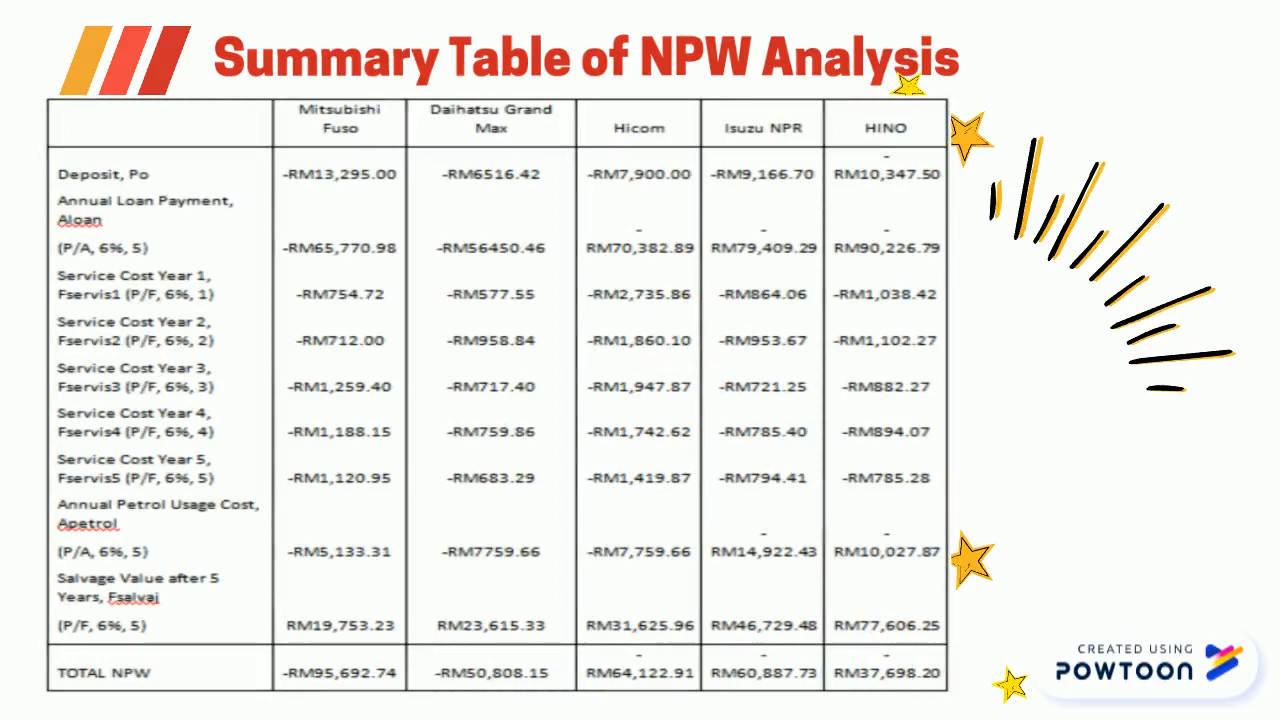 Summary Table of NPW Analysis
Mitsubishi Fuso Daihatsu Grand Max Hicom Isuzu NPR HINO
Deposit, Po -RM13,295.00 -RM6516.42 -RM7,900.00 -RM9,166.70 -RM10,347.50
Annual Loan Payment,
Aloan
(P/A, 6%, 5) -RM65,770.98 -RM56450.46 -RM70,382.89 -RM79,409.29 -RM90,226.79
Service Cost Year 1,
Fservis1 (P/F, 6%, 1) -RM754.72 -RM577.55 -RM2,735.86 -RM864.06 -RM1,038.42
Service Cost Year 2,
Fservis2 (P/F, 6%, 2) -RM712.00 -RM958.84 -RM1,860.10 -RM953.67 -RM1,102.27
Service Cost Year 3,
Fservis3 (P/F, 6%, 3) -RM1,259.40 -RM717.40 -RM1,947.87 -RM721.25 -RM882.27
Service Cost Year 4,
Fservis4 (P/F, 6%, 4) -RM1,188.15 -RM759.86 -RM1,742.62 -RM785.40 -RM894.07
Service Cost Year 5,
Fservis5 (P/F, 6%, 5) -RM1,120.95 -RM683.29 -RM1,419.87 -RM794.41 -RM785.28
Annual Petrol Usage Cost,
Apetrol
(P/A, 6%, 5) -RM5,133.31 -RM7759.66 -RM7,759.66 -RM14,922.43 -RM10,027.87
Salvage Value after 5
Years, Fsalvaj
(P/F, 6%, 5) RM19,753.23 RM23,615.33 RM31,625.96 RM46,729.48 RM77,606.25
TOTAL NPW -RM95,692.74 -RM50,808.15 -RM64,122.91 -RM60,887.73 -RM37,698.20
CREATED USING
POWTOON